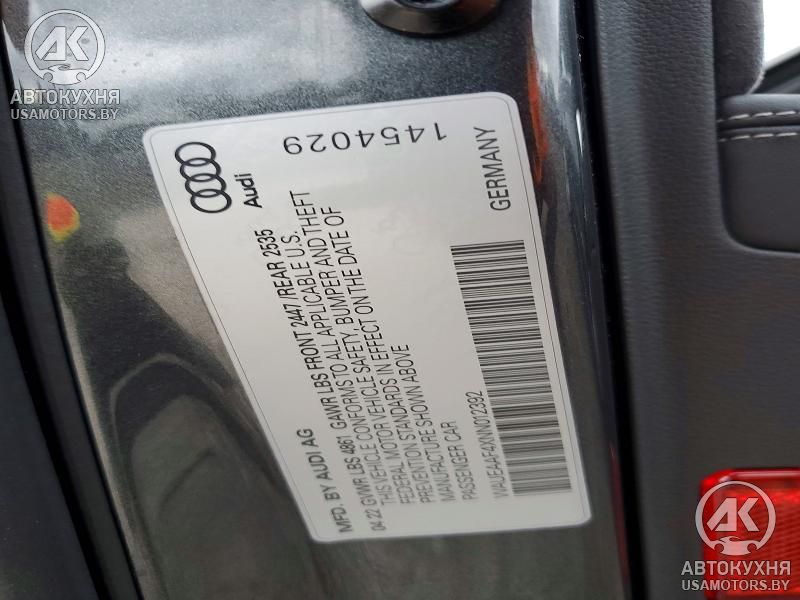 АВТОКУХНЯ
USAMOTORS.BY
Audi
1454029
MFD. BY AUDI AG
04 22 GVWR LBS 4861 GAWR LBS FRONT 2447 /REAR 2535
THIS VEHICLE CONFORMS TO ALL APPLICABLE U.S.
FEDERAL MOTOR VEHICLE SAFETY, BUMPER AND THEFT
PREVENTION STANDARDS IN EFFECT ON THE DATE OF
MANUFACTURE SHOWN ABOVE
PASSENGER CAR
WAUEAAF4XNN012392
GERMANY
АВТОКУХНЯ
USAMOTORS.BY